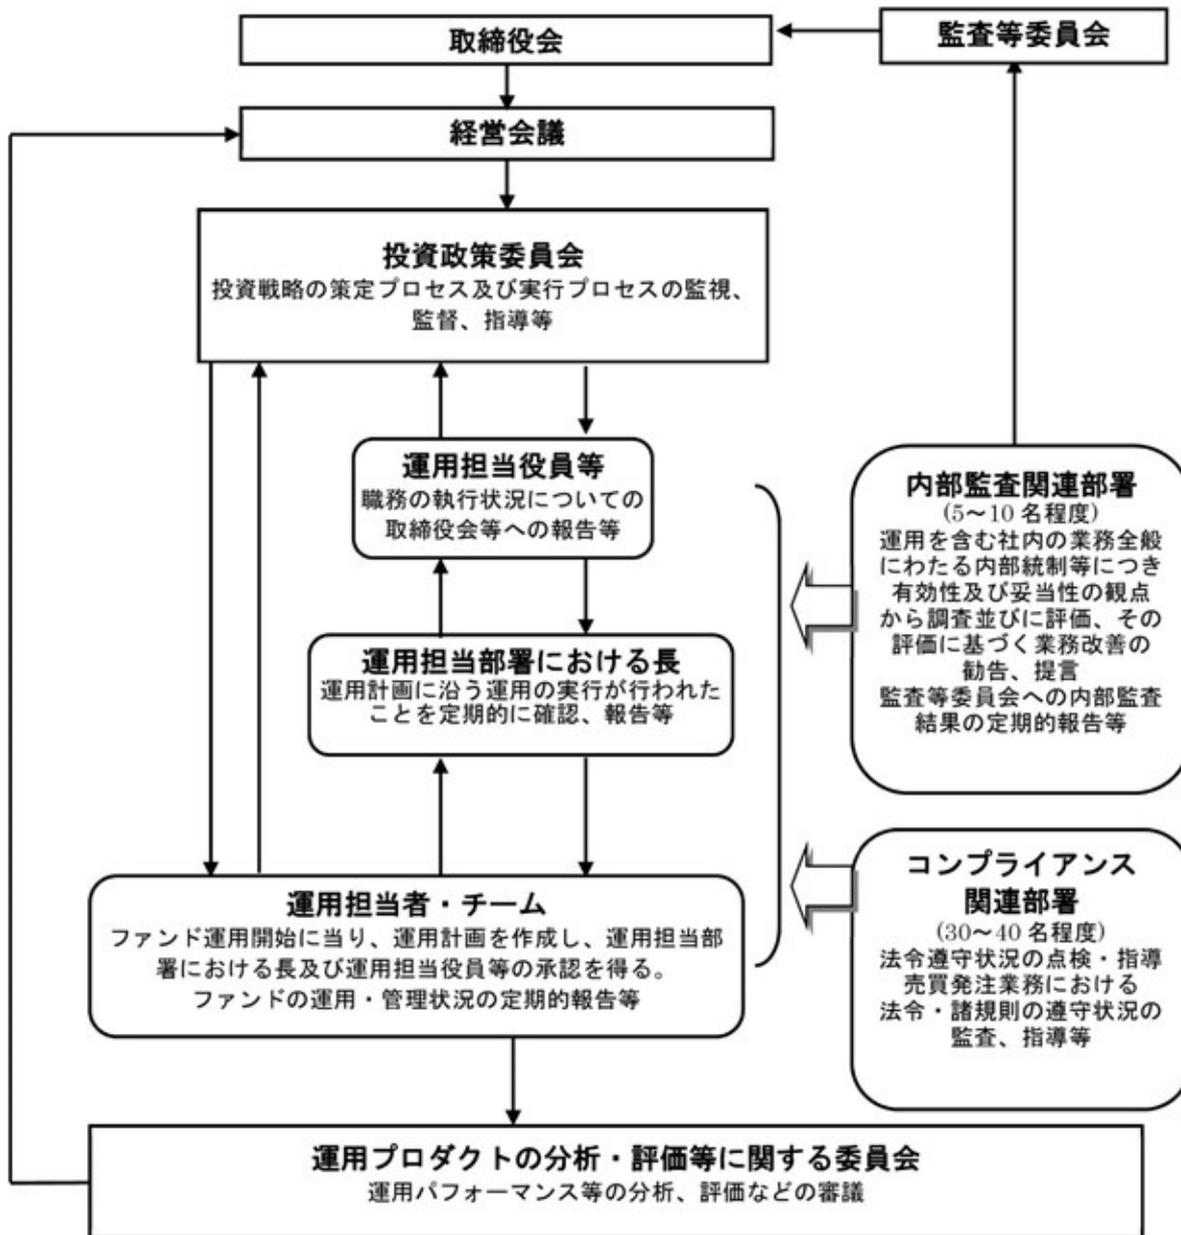 取締役会
監査等委員会
経営会議
投資政策委員会
投資戦略の策定プロセス及び実行プロセスの監視、
監督、指導等
運用担当役員等
職務の執行状況についての
取締役会等への報告等
運用担当部署における長
運用計画に沿う運用の実行が行われた
ことを定期的に確認、報告等
運用担当者・チーム
ファンド運用開始に当り、運用計画を作成し、運用担当部
署における長及び運用担当役員等の承認を得る。
ファンドの運用・管理状況の定期的報告等
内部監査関連部署
(5～10 名程度)
運用を含む社内の業務全般
にわたる内部統制等につき
有効性及び妥当性の観点
から調査並びに評価、その
評価に基づく業務改善の
勧告、提言
監査等委員会への内部監査
結果の定期的報告等
コンプライアンス
関連部署
(30～40 名程度)
法令遵守状況の点検・指導
売買発注業務における
法令・諸規則の遵守状況の
監査、指導等
運用プロダクトの分析・評価等に関する委員会
運用パフォーマンス等の分析、評価などの審議